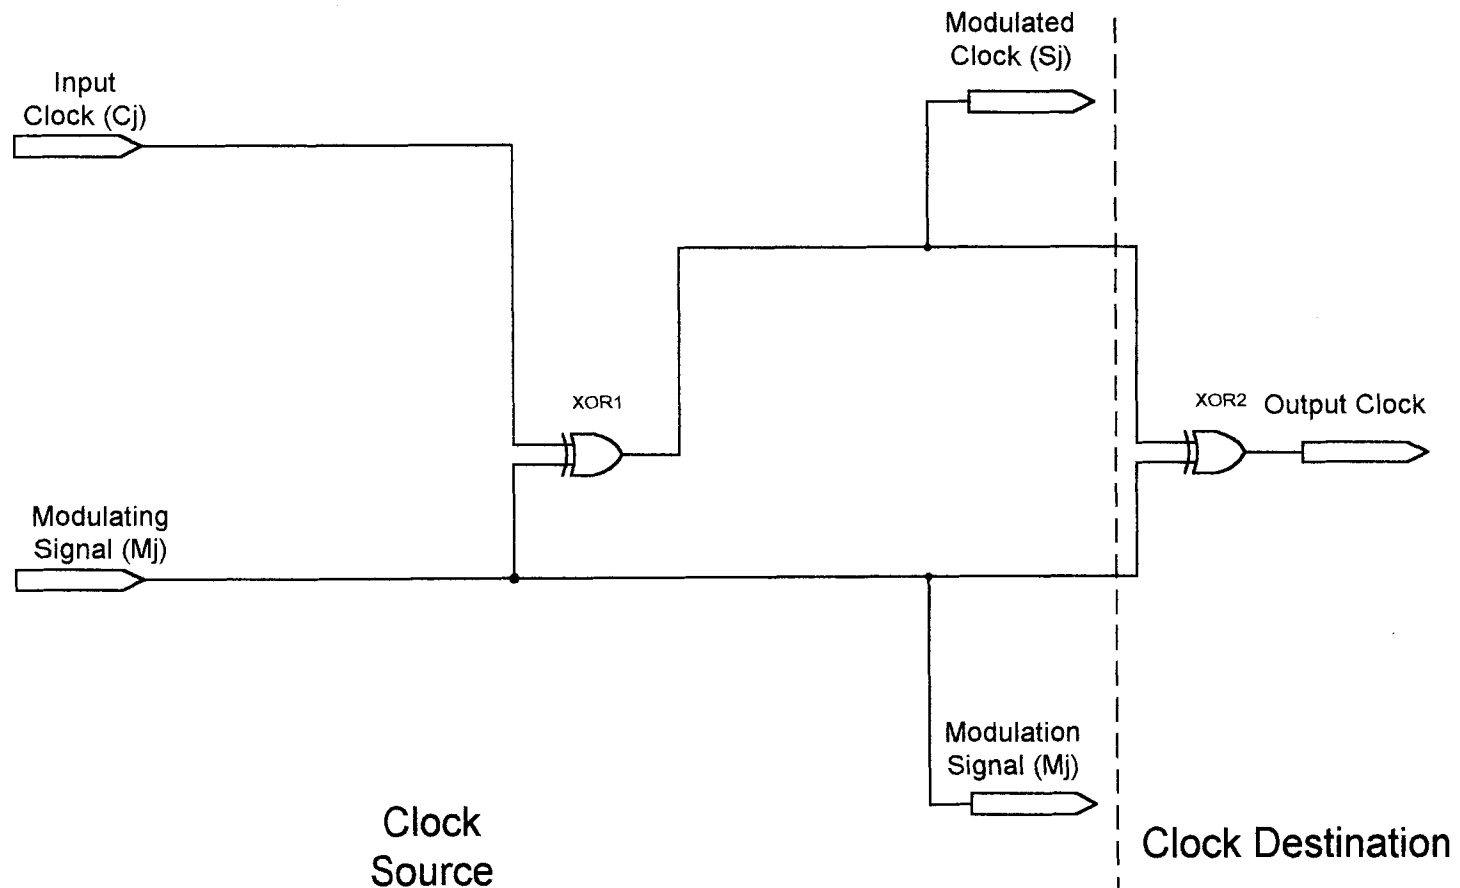 Modulated
Clock (Sj)
Input
Clock (Cj)
XOR1
XOR2
Output Clock
Modulating
Signal (Mj)
Modulation
Signal (Mj)
Clock
Source
Clock Destination